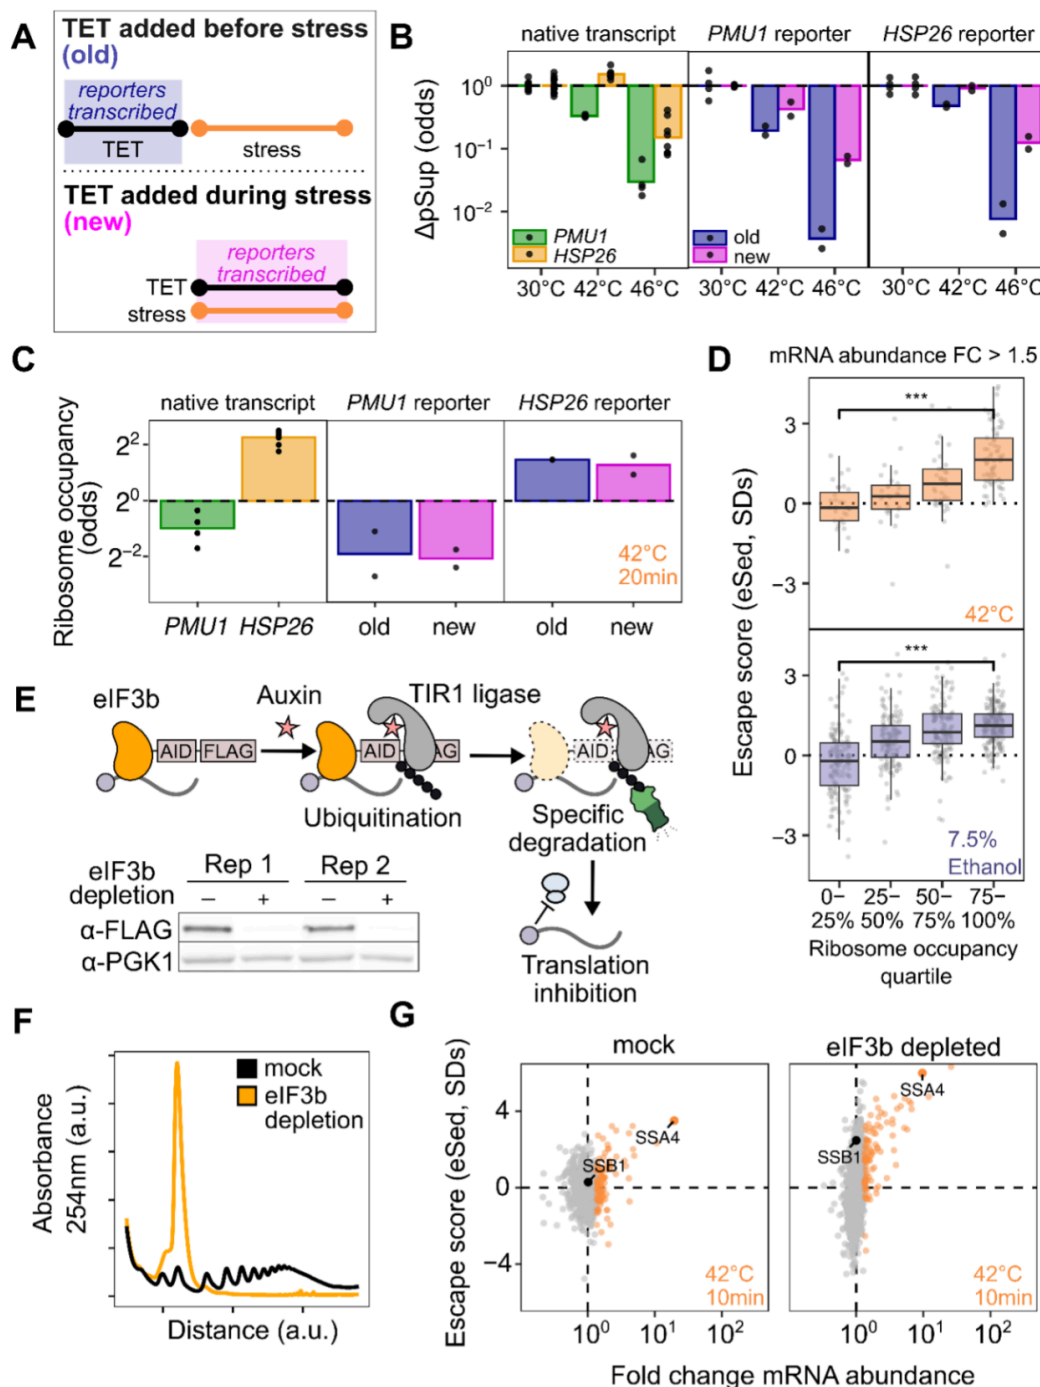 A
TET added before stress
(old)
reporters
transcribed
TET
stress
TET added during stress
(new)
reporters
transcribed
TET
stress
B
native transcript
PMU1 reporter
HSP26 reporter
ΔpSup (odds)
10⁰
10⁻¹
10⁻²
PMU1
HSP26
old
new
30°C 42°C 46°C
30°C 42°C 46°C
30°C 42°C 46°C
C
native transcript
PMU1 reporter
HSP26 reporter
Ribosome occupancy
(odds)
2²
2⁰
2⁻²
42°C
20min
PMU1 HSP26
old new
old new
D
mRNA abundance FC > 1.5
Escape score (eSed, SDs)
3
0
−3
***
42°C
3
0
−3
***
7.5%
Ethanol
0− 25− 50− 75−
25% 50% 75% 100%
Ribosome occupancy
quartile
E
eIF3b
Auxin
TIR1 ligase
AID FLAG
AID AG
AID AG
Ubiquitination
Specific
degradation
Translation
inhibition
Rep 1 Rep 2
eIF3b
depletion
− + − +
α-FLAG
α-PGK1
F
Absorbance
254nm (a.u.)
mock
eIF3b
depletion
Distance (a.u.)
G
mock
eIF3b depleted
Escape score (eSed, SDs)
4
0
−4
SSA4
SSB1
42°C
10min
SSA4
SSB1
42°C
10min
10⁰ 10¹ 10²
10⁰ 10¹ 10²
Fold change mRNA abundance